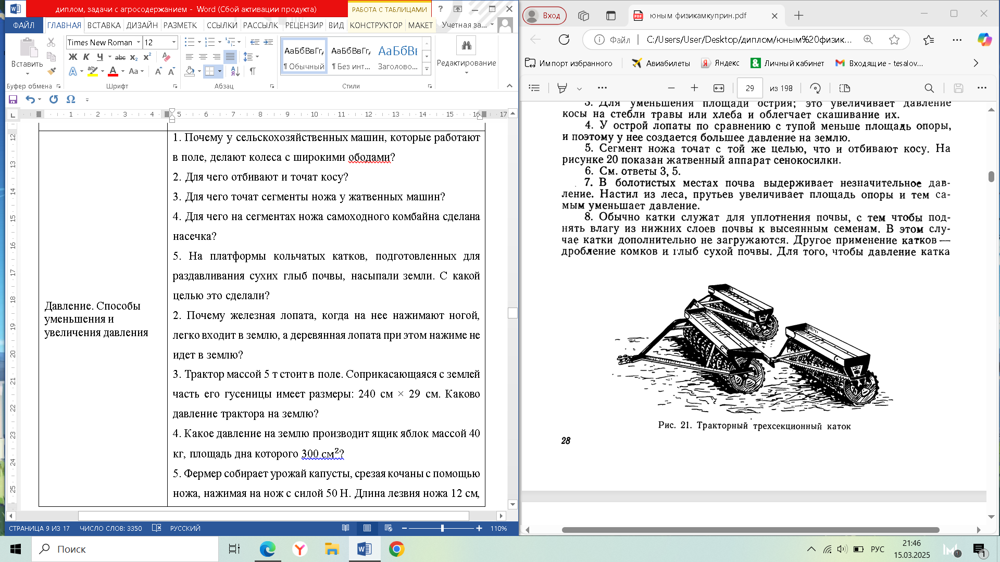 диплом, задачи с агросодержанием - Word (Сбой активации продукта)
РАБОТА С ТАБЛИЦАМИ
ФАЙЛ
ГЛАВНАЯ
ВСТАВКА
ДИЗАЙН
РАЗМЕТК
ССЫЛКИ
РАССЫЛК
РЕЦЕНЗИР
ВИД
КОНСТРУКТОР
МАКЕТ
Учетная за...
Вставить
Times New Roman
12
Ж К Ч abc x₂ x²
Aa
АаБбВвГг,
АаБбВвГг,
АаБбВ
¶ Обычный
¶ Без инт...
Заголово...
Редактирование
Буфер обмена
Шрифт
Абзац
Стили
1 2 3 4 5 6 7 8 9 10 11 12 13 14 15 16 17
12
13
14
15
16
17
18
19
20
21
22
23
24
25
Давление. Способы
уменьшения и
увеличения давления
1. Почему у сельскохозяйственных машин, которые работают
в поле, делают колеса с широкими ободами?
2. Для чего отбивают и точат косу?
3. Для чего точат сегменты ножа у жатвенных машин?
4. Для чего на сегментах ножа самоходного комбайна сделана
насечка?
5. На платформы кольчатых катков, подготовленных для
раздавливания сухих глыб почвы, насыпали земли. С какой
целью это сделали?
2. Почему железная лопата, когда на нее нажимают ногой,
легко входит в землю, а деревянная лопата при этом нажиме не
идет в землю?
3. Трактор массой 5 т стоит в поле. Соприкасающаяся с землей
часть его гусеницы имеет размеры: 240 см × 29 см. Каково
давление трактора на землю?
4. Какое давление на землю производит ящик яблок массой 40
кг, площадь дна которого 300 см²?
5. Фермер собирает урожай капусты, срезая кочаны с помощью
ножа, нажимая на нож с силой 50 Н. Длина лезвия ножа 12 см,
СТРАНИЦА 9 ИЗ 17
ЧИСЛО СЛОВ: 3350
РУССКИЙ
110%
Вход
юным физикамкуприн.pdf
Файл
C:/Users/User/Desktop/диплом/юным%20физик...
Импорт избранного
Авиабилеты
Яндекс
Личный кабинет
Входящие - tesalov...
29
из 198
3. Для уменьшения площади острия; это увеличивает давление
косы на стебли травы или хлеба и облегчает скашивание их.
4. У острой лопаты по сравнению с тупой меньше площадь опоры,
и поэтому у нее создается большее давление на землю.
5. Сегмент ножа точат с той же целью, что и отбивают косу. На
рисунке 20 показан жатвенный аппарат сенокосилки.
6. См. ответы 3, 5.
7. В болотистых местах почва выдерживает незначительное дав-
ление. Настил из леса, прутьев увеличивает площадь опоры и тем са-
мым уменьшает давление.
8. Обычно катки служат для уплотнения почвы, с тем чтобы под-
нять влагу из нижних слоев почвы к высеянным семенам. В этом слу-
чае катки дополнительно не загружаются. Другое применение катков —
дробление комков и глыб сухой почвы. Для того, чтобы давление катка
Рис. 21. Тракторный трехсекционный каток
28
Поиск
РУС
21:46
15.03.2025
1
1